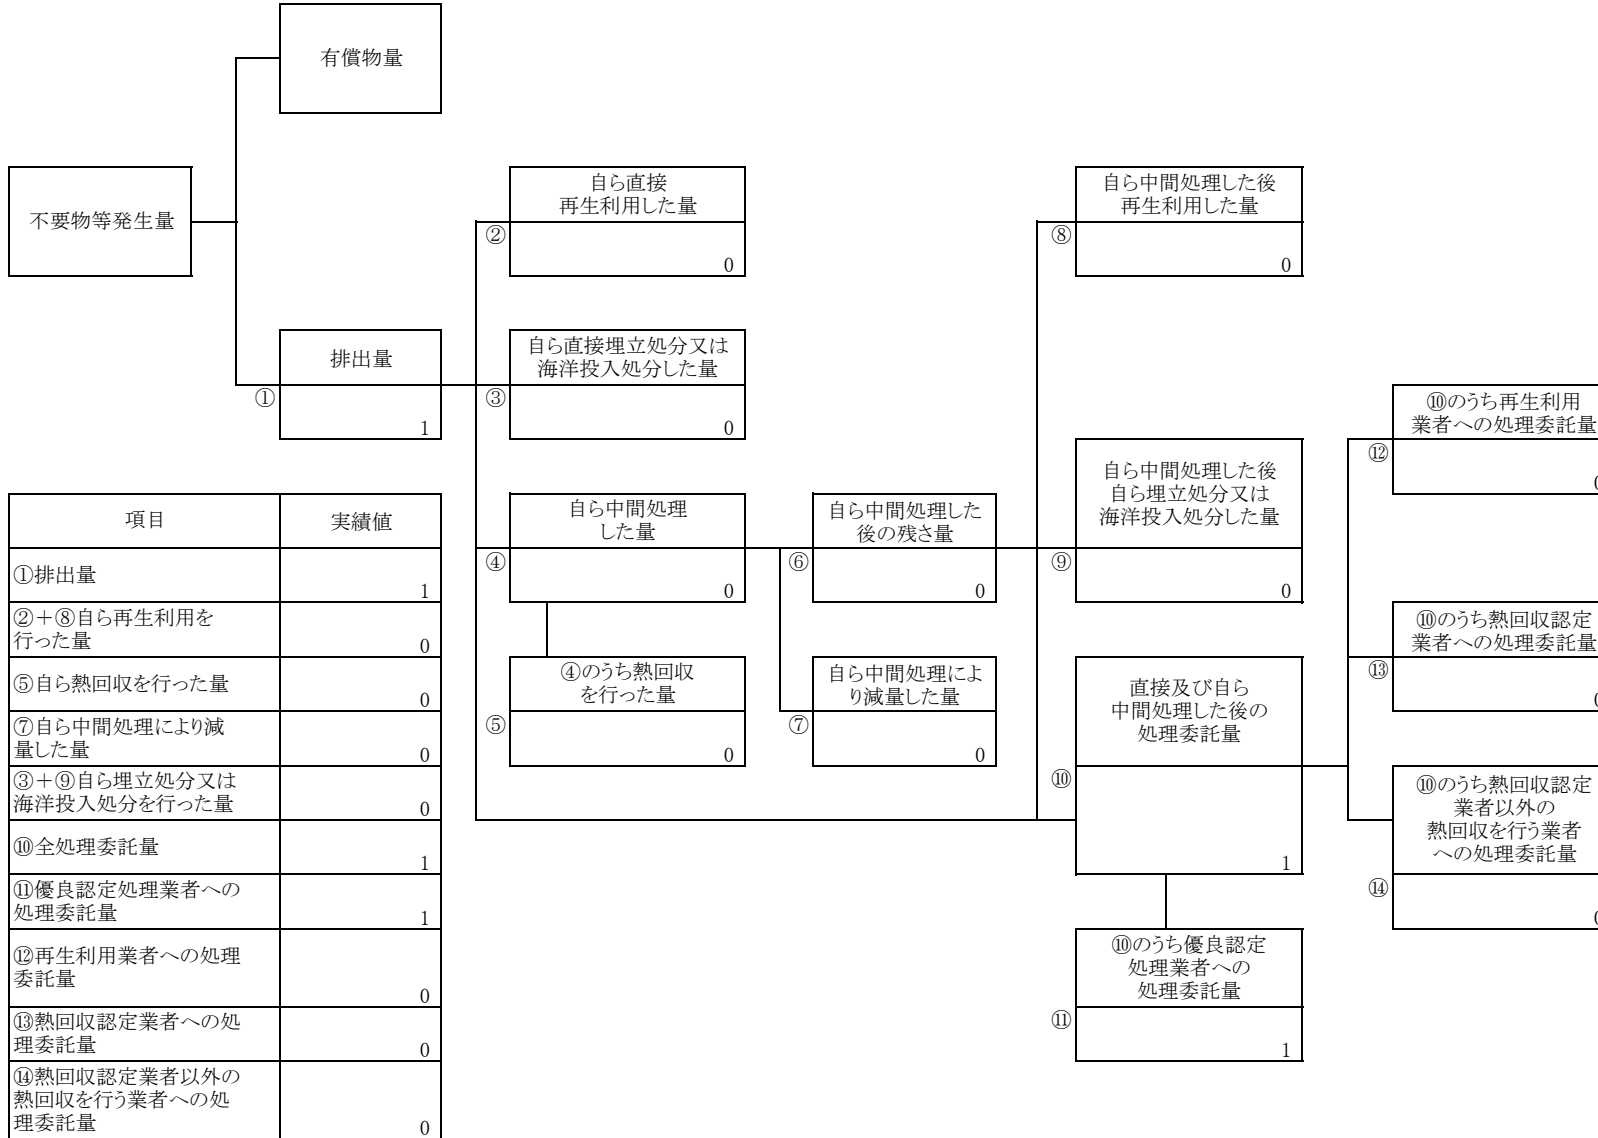 有償物量
不要物等発生量
自ら直接
再生利用した量
②
0
自ら中間処理した後
再生利用した量
⑧
0
排出量
①
1
自ら直接埋立処分又は
海洋投入処分した量
③
0
⑩のうち再生利用
業者への処理委託量
⑫
0
自ら中間処理した後
自ら埋立処分又は
海洋投入処分した量
⑨
0
自ら中間処理
した量
④
0
自ら中間処理した
後の残さ量
⑥
0
⑩のうち熱回収認定
業者への処理委託量
⑬
0
④のうち熱回収
を行った量
⑤
0
自ら中間処理によ
り減量した量
⑦
0
直接及び自ら
中間処理した後の
処理委託量
⑩
1
⑩のうち熱回収認定
業者以外の
熱回収を行う業者
への処理委託量
⑭
0
⑩のうち優良認定
処理業者への
処理委託量
⑪
1
項目 実績値
①排出量
1
②＋⑧自ら再生利用を
行った量
0
⑤自ら熱回収を行った量
0
⑦自ら中間処理により減
量した量
0
③＋⑨自ら埋立処分又は
海洋投入処分を行った量
0
⑩全処理委託量
1
⑪優良認定処理業者への
処理委託量
1
⑫再生利用業者への処理
委託量
0
⑬熱回収認定業者への処
理委託量
0
⑭熱回収認定業者以外の
熱回収を行う業者への処
理委託量
0